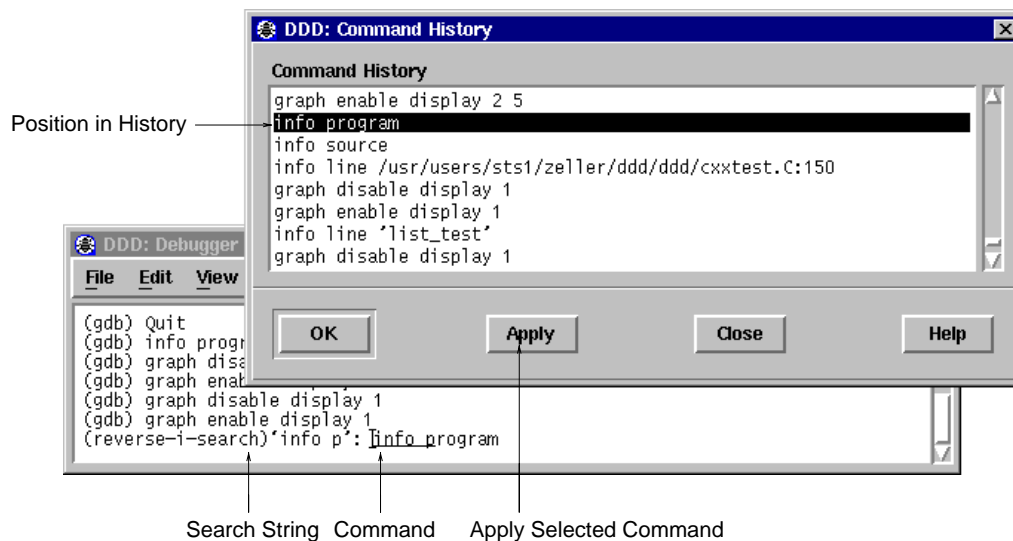 DDD: Command History
Command History
graph enable display 2 5
info program
info source
info line /usr/users/sts1/zeller/ddd/ddd/cxxtest.C:150
graph disable display 1
graph enable display 1
info line 'list_test'
graph disable display 1
OK Apply Close Help
Position in History
DDD: Debugger
File Edit View
(gdb) Quit
(gdb) info progr
(gdb) graph disa
(gdb) graph enab
(gdb) graph disable display 1
(gdb) graph enable display 1
(reverse-i-search)‘info p’: info program
Search String Command Apply Selected Command